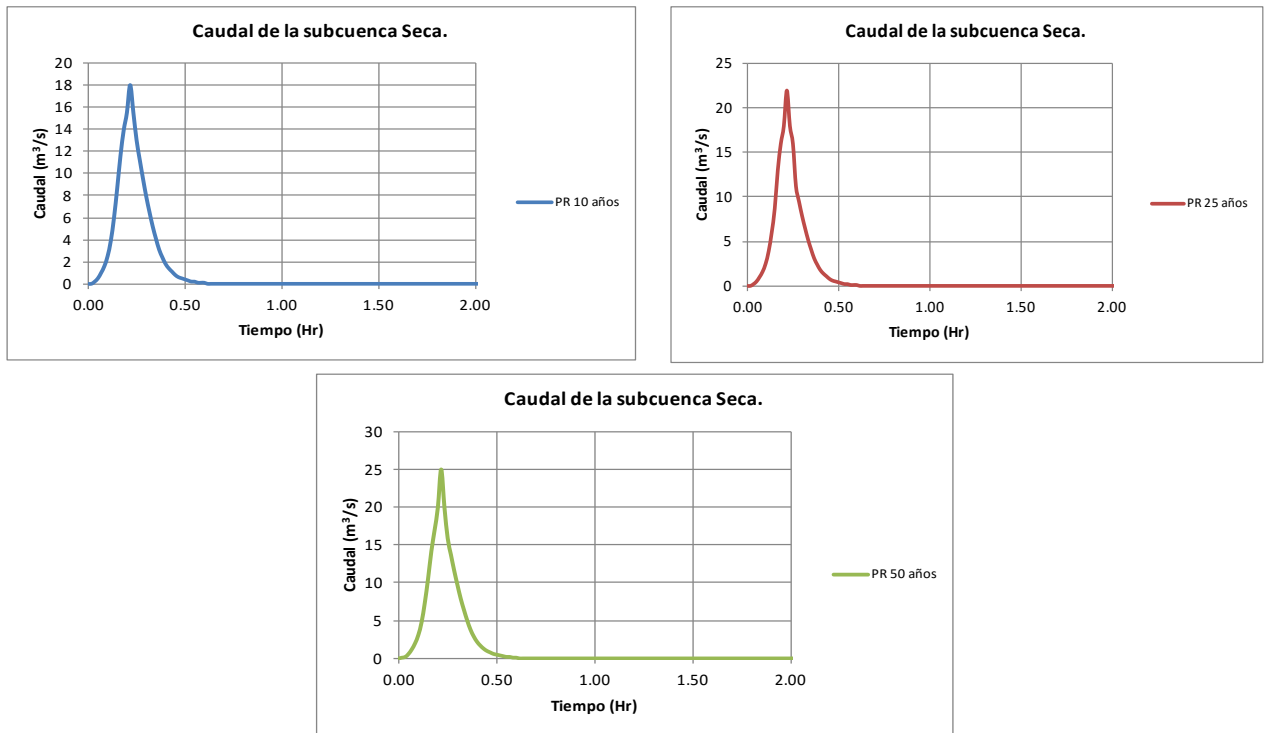 Caudal de la subcuenca Seca.
20
18
16
14
12
10
8
6
4
2
0
0.00 0.50 1.00 1.50 2.00
Caudal (m³/s)
Tiempo (Hr)
PR 10 años
Caudal de la subcuenca Seca.
25
20
15
10
5
0
0.00 0.50 1.00 1.50 2.00
Caudal (m³/s)
Tiempo (Hr)
PR 25 años
Caudal de la subcuenca Seca.
30
25
20
15
10
5
0
0.00 0.50 1.00 1.50 2.00
Caudal (m³/s)
Tiempo (Hr)
PR 50 años